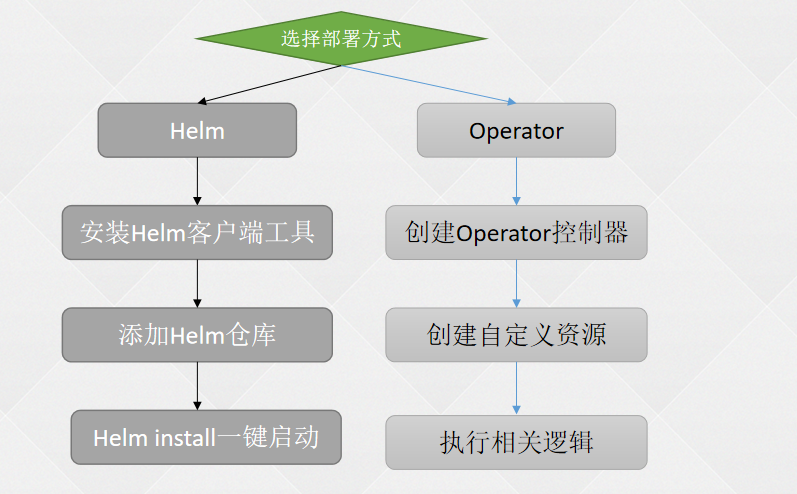 选择部署方式
Helm
Operator
安装Helm客户端工具
创建Operator控制器
添加Helm仓库
创建自定义资源
Helm install一键启动
执行相关逻辑